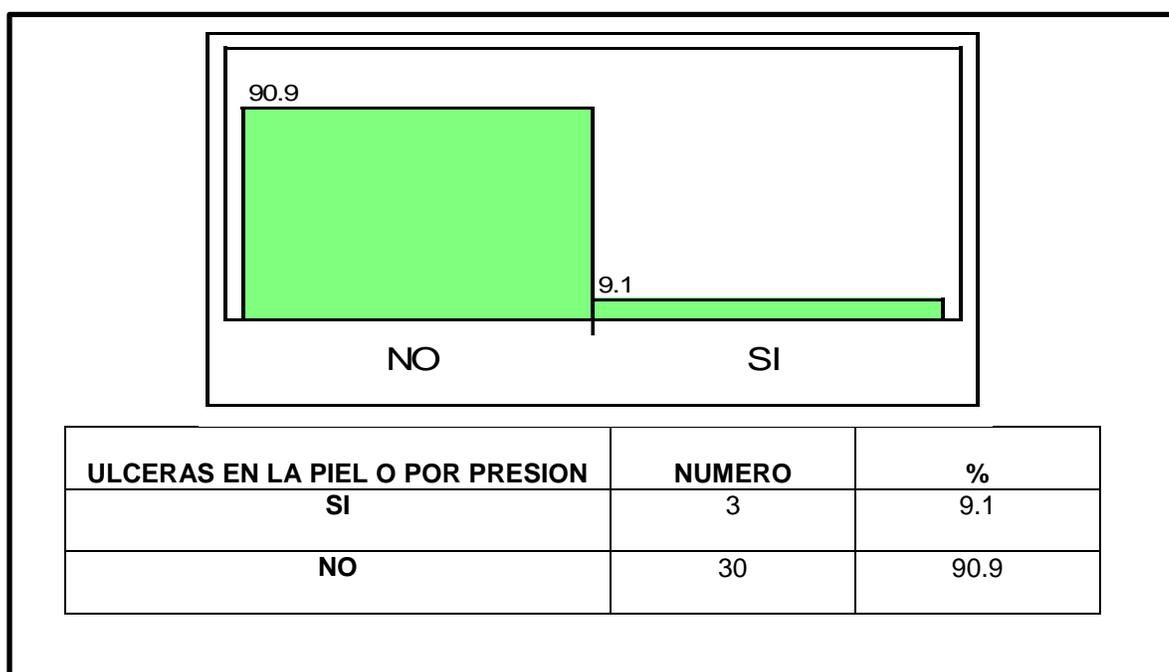 90.9
9.1
NO SI
ULCERAS EN LA PIEL O POR PRESION NUMERO %
SI 3 9.1
NO 30 90.9